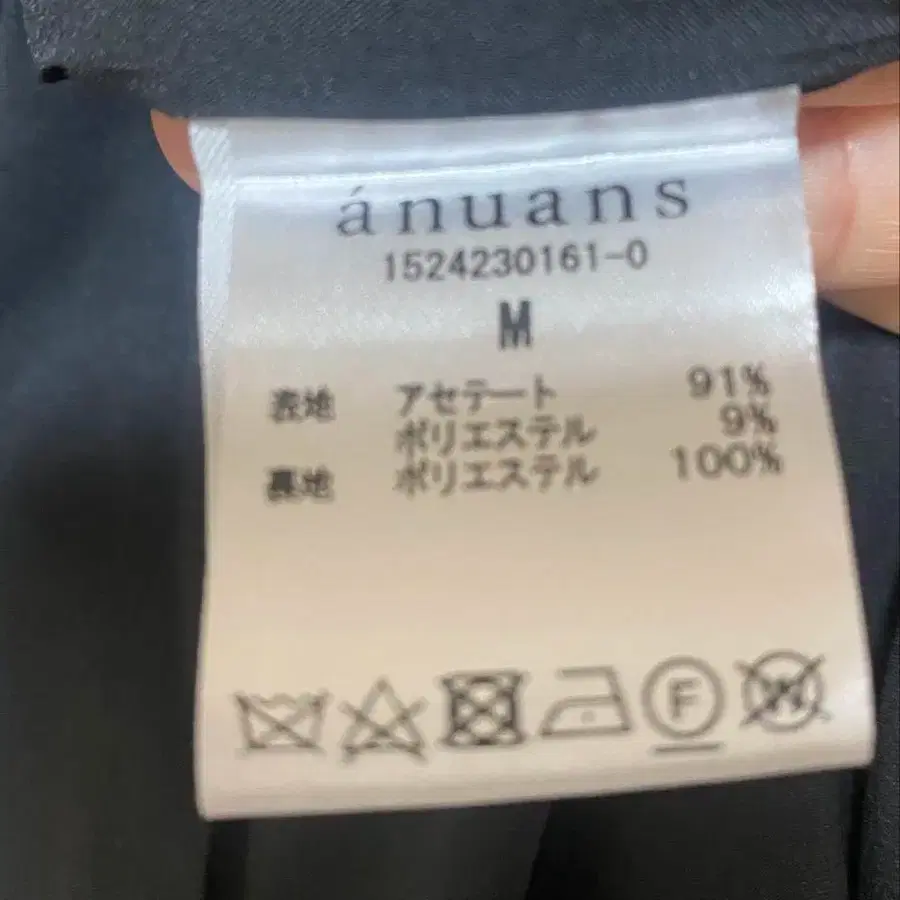 ánuans
1524230161-0
M
表地 アセテート 91%
ポリエステル 9%
裏地 ポリエステル 100%
F
W